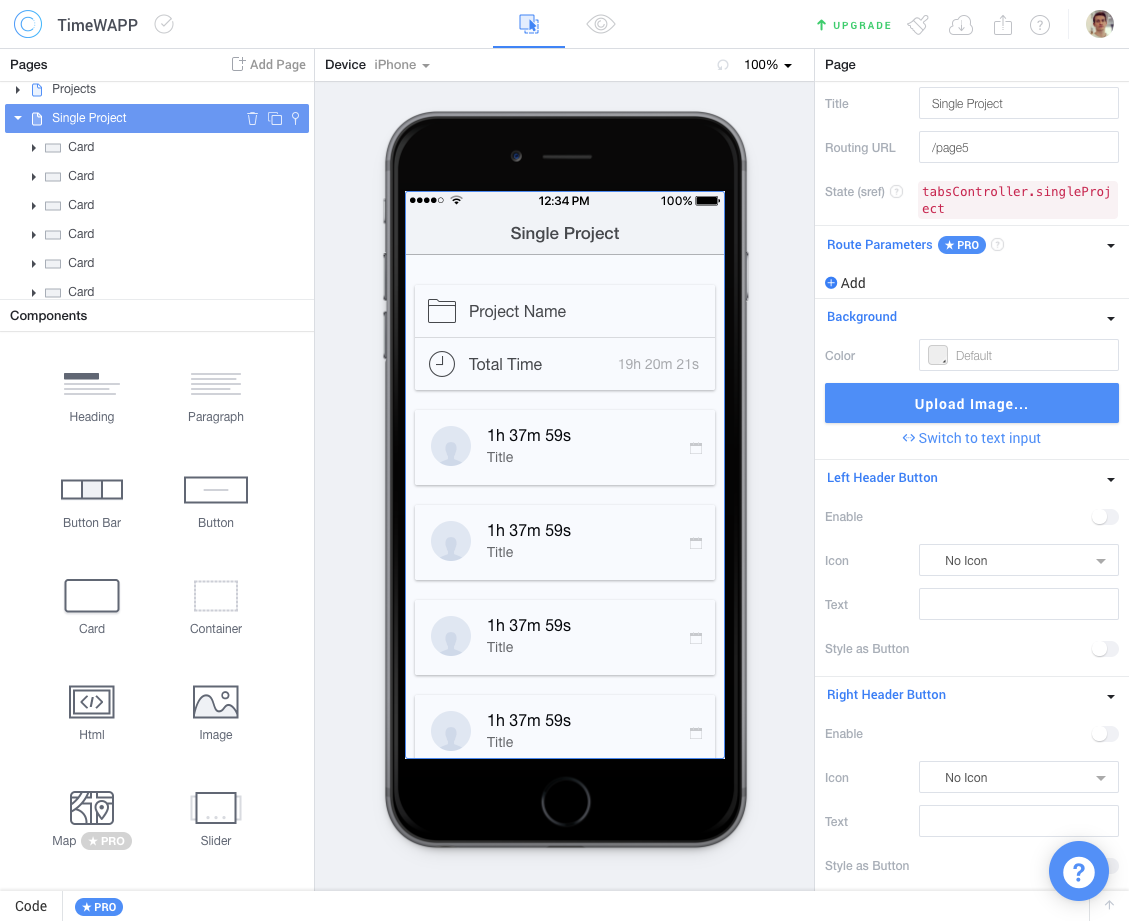 TimeWAPP
UPGRADE
Pages
Add Page
Projects
Single Project
Card
Card
Card
Card
Card
Card
Components
Heading
Paragraph
Button Bar
Button
Card
Container
Html
Image
Map ★ PRO
Slider
Code
★ PRO
Device iPhone
100%
12:34 PM
100%
Single Project
Project Name
Total Time
19h 20m 21s
1h 37m 59s
Title
1h 37m 59s
Title
1h 37m 59s
Title
1h 37m 59s
Title
Page
Title
Single Project
Routing URL
/page5
State (sref) ?
tabsController.singleProj
ect
Route Parameters ★ PRO ?
Add
Background
Color
Default
Upload Image...
Switch to text input
Left Header Button
Enable
Icon
No Icon
Text
Style as Button
Right Header Button
Enable
Icon
No Icon
Text
Style as Button
?